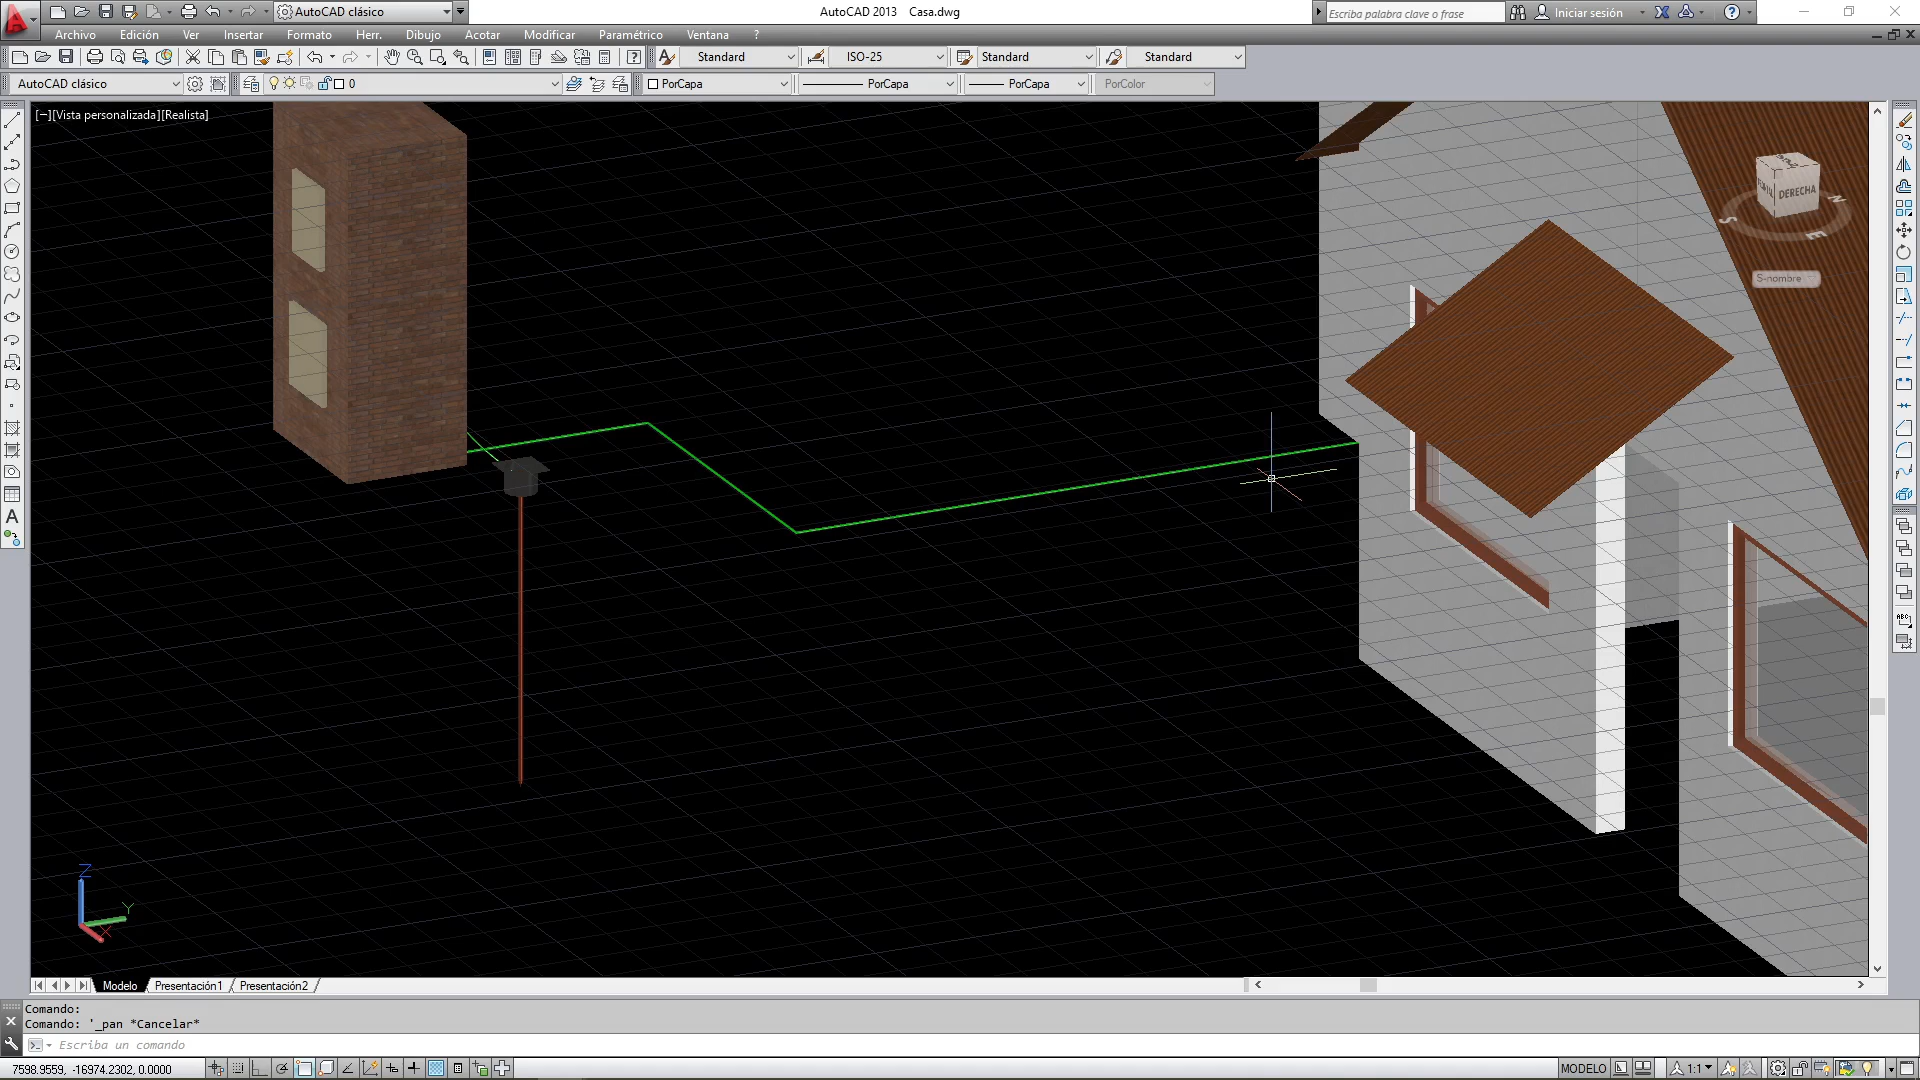 AutoCAD clásico
AutoCAD 2013 Casa.dwg
Escriba palabra clave o frase
Iniciar sesión
Archivo Edición Ver Insertar Formato Herr. Dibujo Acotar Modificar Paramétrico Ventana ?
Standard ISO-25 Standard Standard
AutoCAD clásico 0 PorCapa PorCapa PorCapa PorColor
[−][Vista personalizada][Realista]
DERECHA
S E N
S-nombre
A
ABC
Z
Y
X
Modelo Presentación1 Presentación2
Comando:
Comando: '_pan *Cancelar*
Escriba un comando
7598.9559, -16974.2302, 0.0000
MODELO 1:1